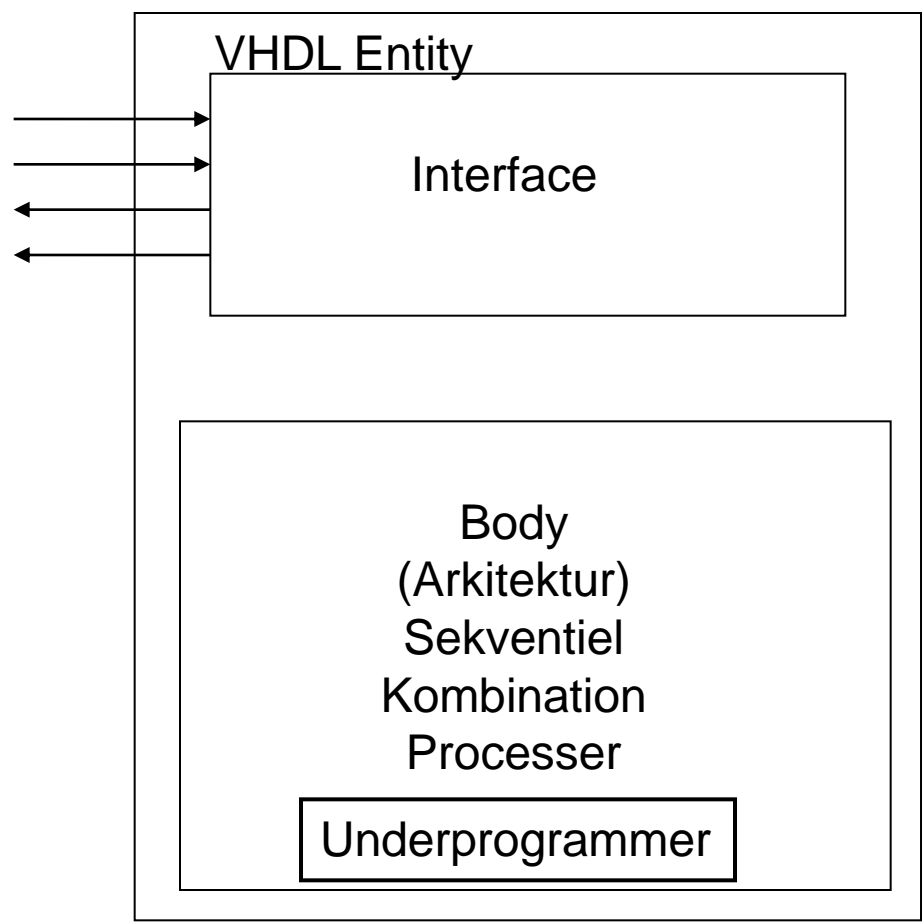 VHDL Entity
Interface
Body
(Arkitektur)
Sekventiel
Kombination
Processer
Underprogrammer